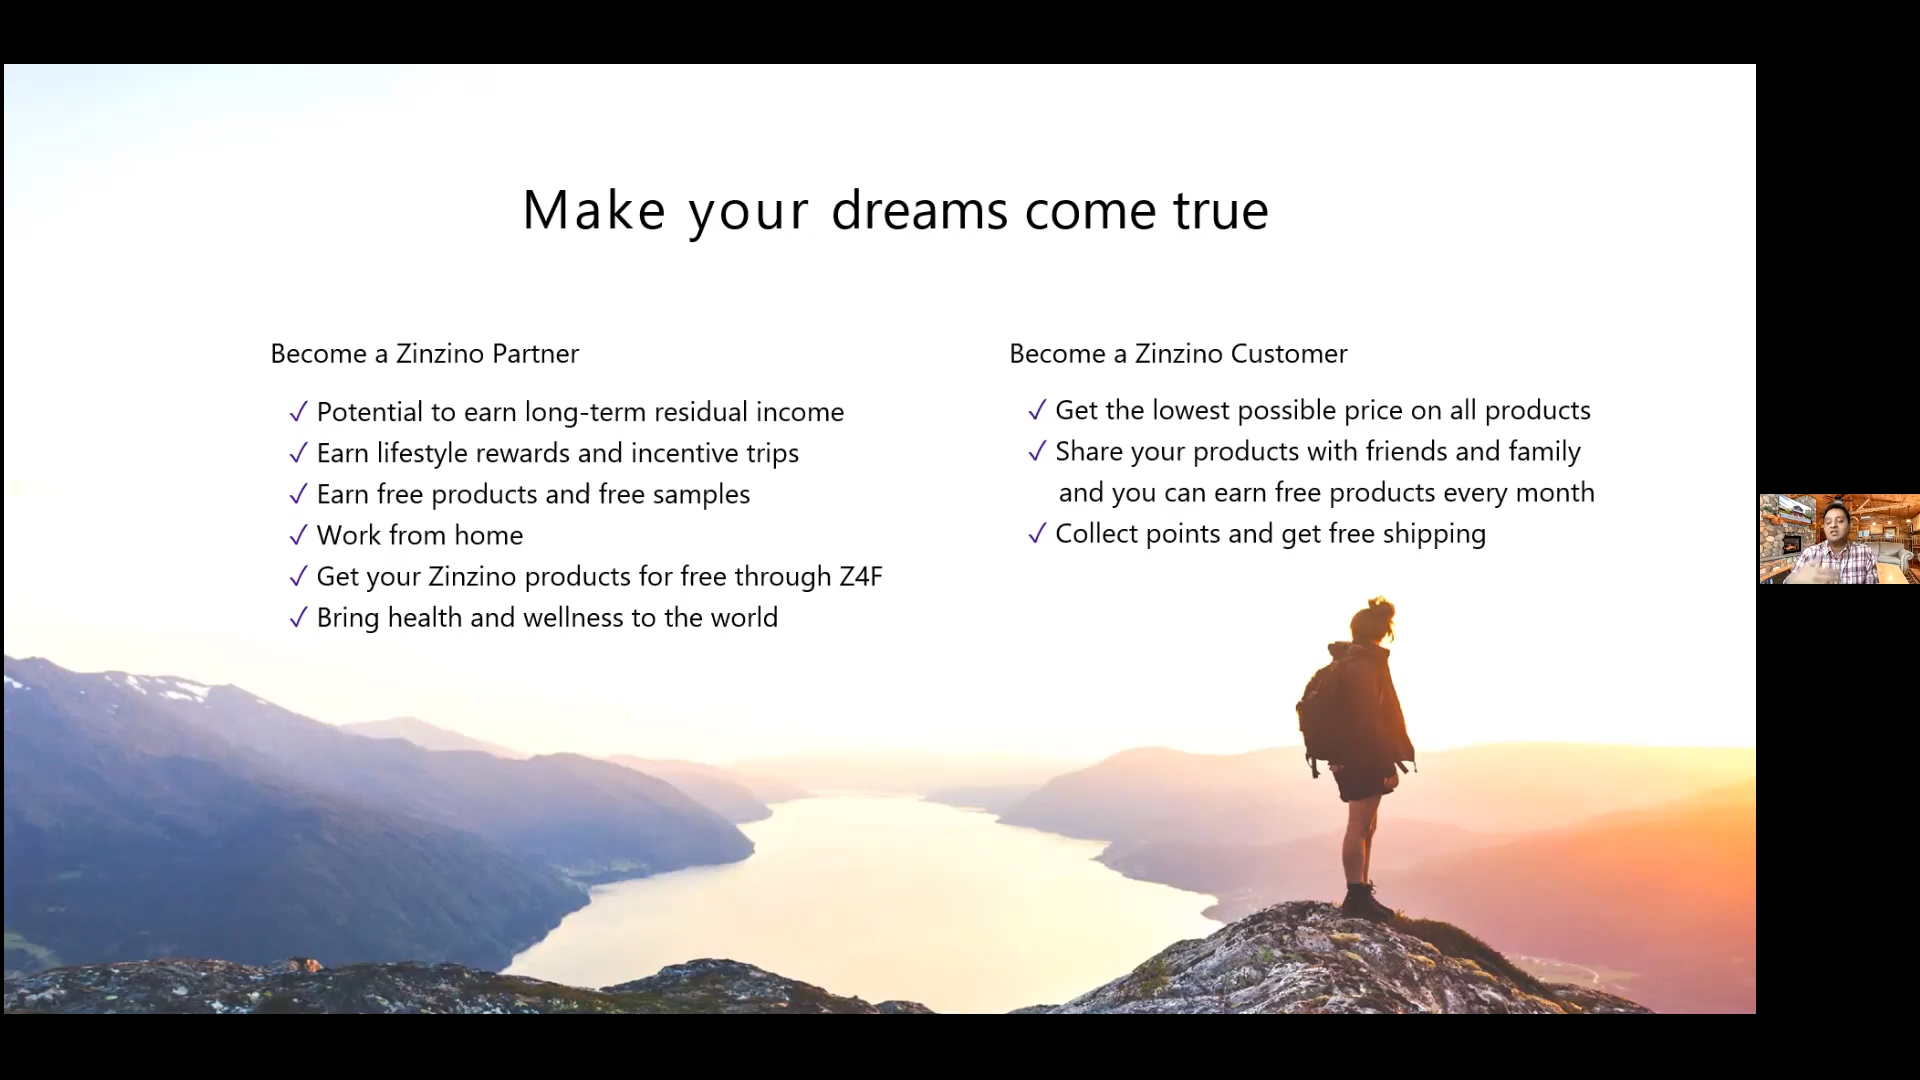 Make your dreams come true
Become a Zinzino Partner
✓ Potential to earn long-term residual income
✓ Earn lifestyle rewards and incentive trips
✓ Earn free products and free samples
✓ Work from home
✓ Get your Zinzino products for free through Z4F
✓ Bring health and wellness to the world
Become a Zinzino Customer
✓ Get the lowest possible price on all products
✓ Share your products with friends and family
and you can earn free products every month
✓ Collect points and get free shipping